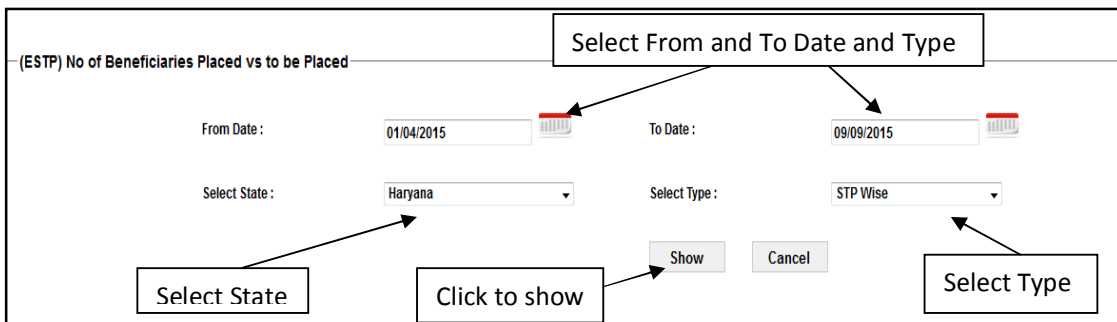 Select From and To Date and Type
(ESTP) No of Beneficiaries Placed vs to be Placed
From Date : 01/04/2015 To Date : 09/09/2015
Select State : Haryana Select Type : STP Wise
Show Cancel
Select State Click to show Select Type